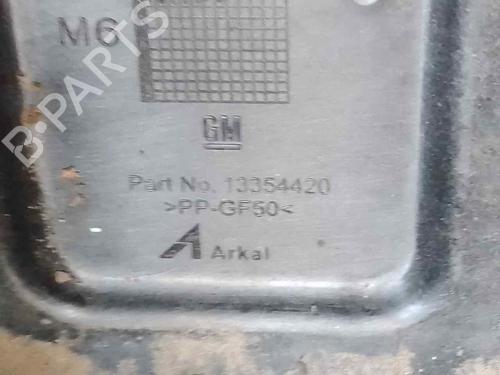 M6
B-PARTS
GM
Part No. 13354420
>PP-GF50<
Arkal